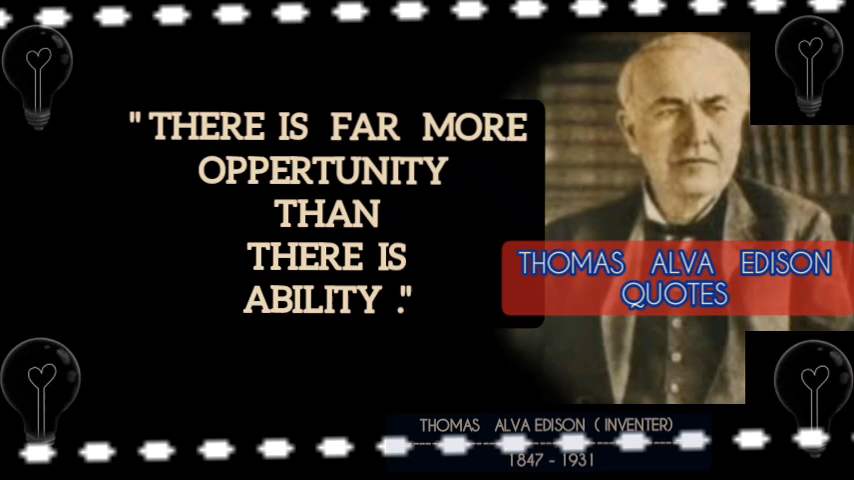 " THERE IS FAR MORE
OPPERTUNITY
THAN
THERE IS
ABILITY ."
THOMAS ALVA EDISON
QUOTES
THOMAS ALVA EDISON ( INVENTER)
1847 - 1931